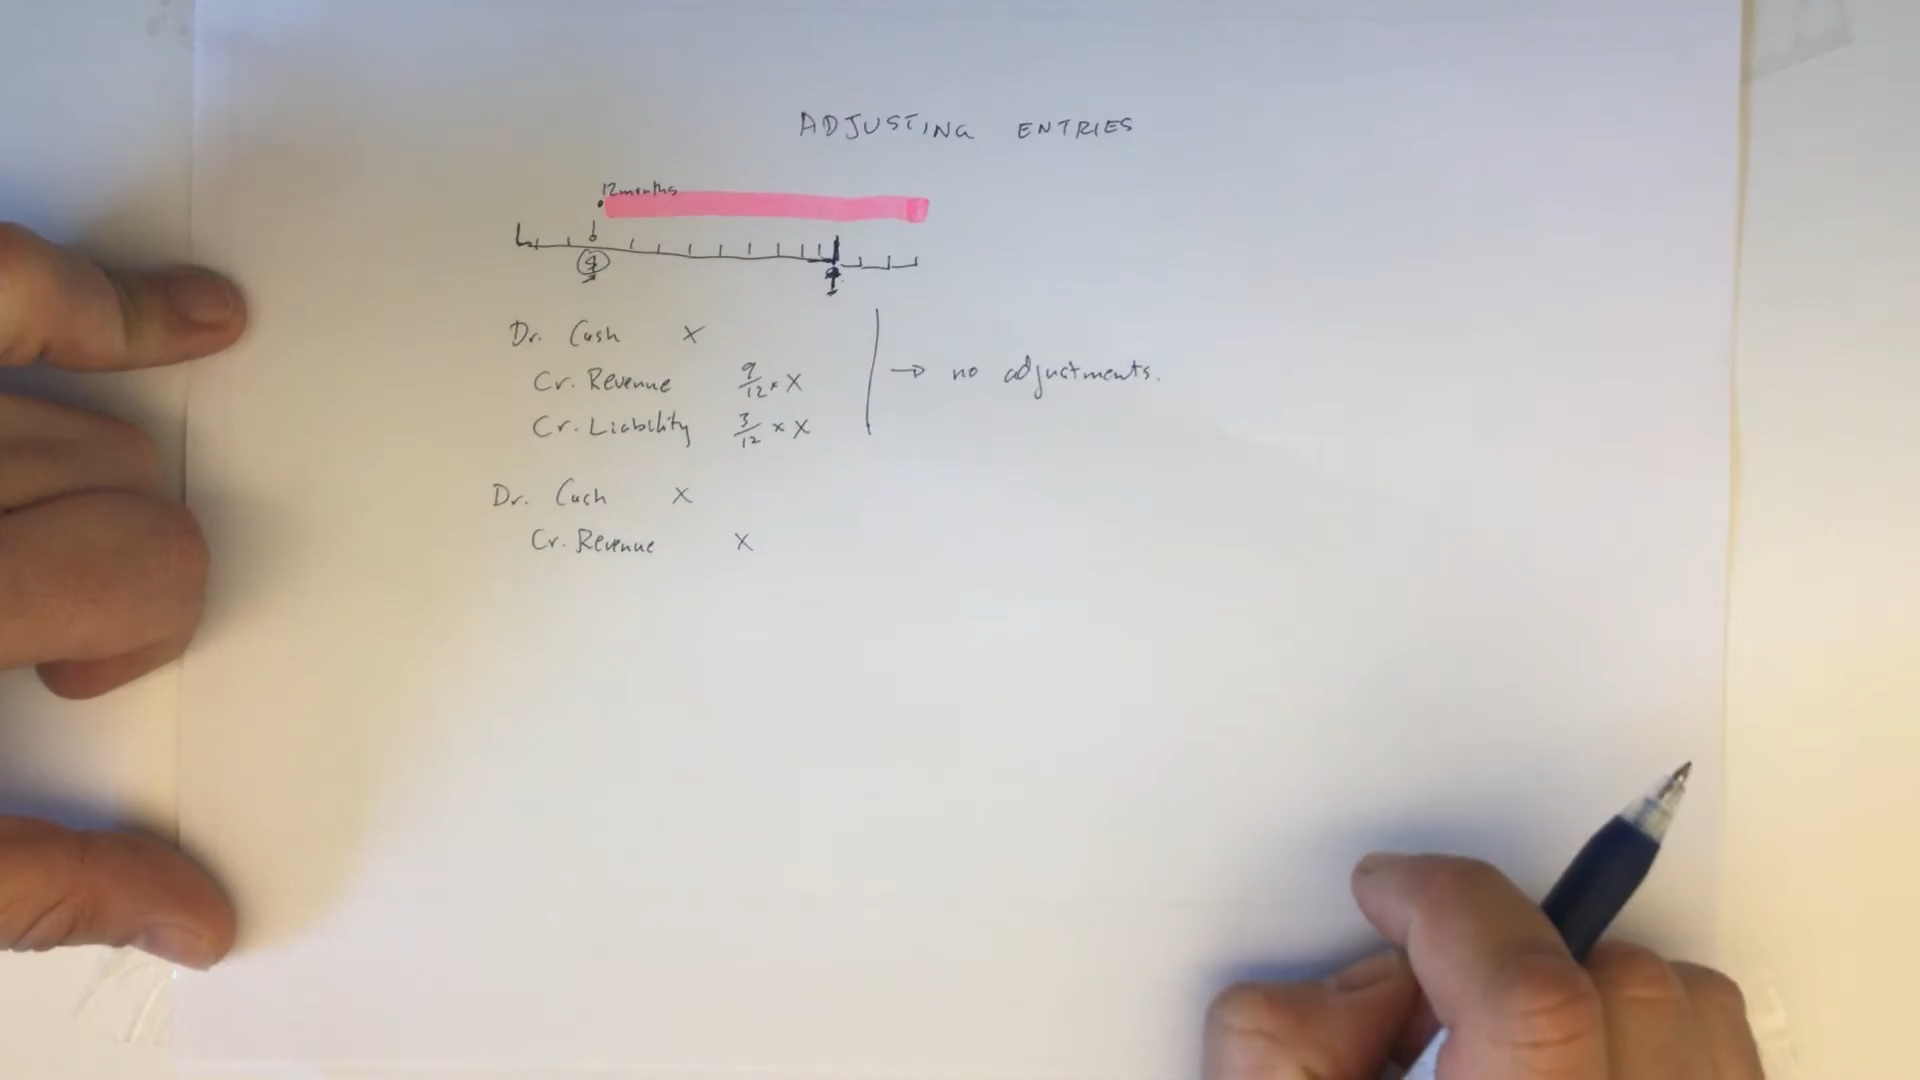 ADJUSTING ENTRIES
12 months
$
Dr. Cash X
Cr. Revenue 9/12 × X
Cr. Liability 3/12 × X
→ no adjustments.
Dr. Cash X
Cr. Revenue X